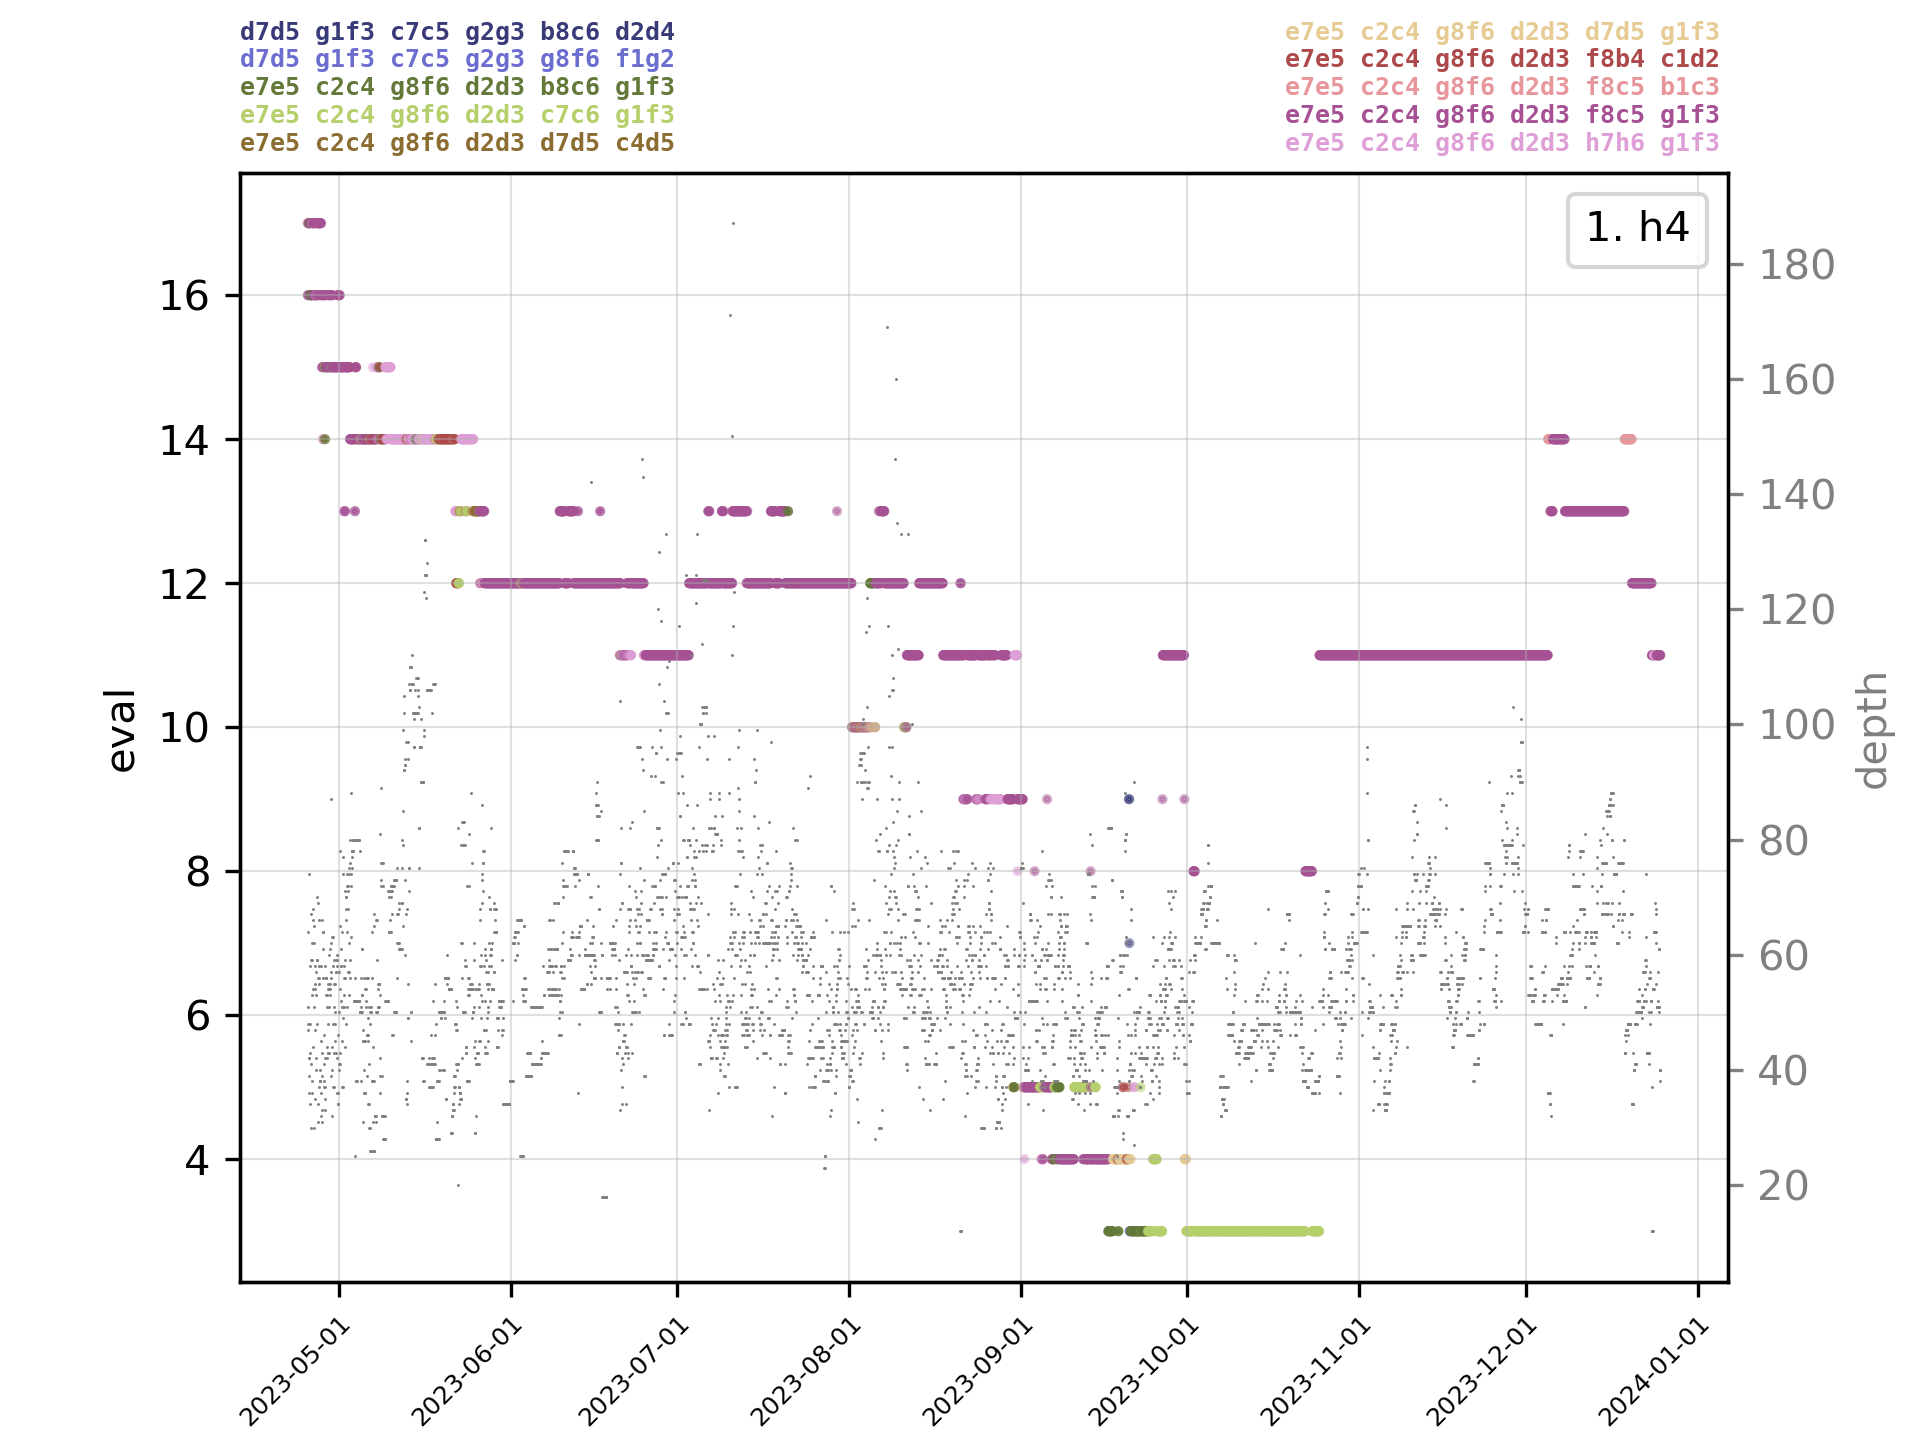 d7d5 g1f3 c7c5 g2g3 b8c6 d2d4
d7d5 g1f3 c7c5 g2g3 g8f6 f1g2
e7e5 c2c4 g8f6 d2d3 b8c6 g1f3
e7e5 c2c4 g8f6 d2d3 c7c6 g1f3
e7e5 c2c4 g8f6 d2d3 d7d5 c4d5
e7e5 c2c4 g8f6 d2d3 d7d5 g1f3
e7e5 c2c4 g8f6 d2d3 f8b4 c1d2
e7e5 c2c4 g8f6 d2d3 f8c5 b1c3
e7e5 c2c4 g8f6 d2d3 f8c5 g1f3
e7e5 c2c4 g8f6 d2d3 h7h6 g1f3
1. h4
eval
16
14
12
10
8
6
4
180
160
140
120
100
80
60
40
20
depth
2023-05-01
2023-06-01
2023-07-01
2023-08-01
2023-09-01
2023-10-01
2023-11-01
2023-12-01
2024-01-01